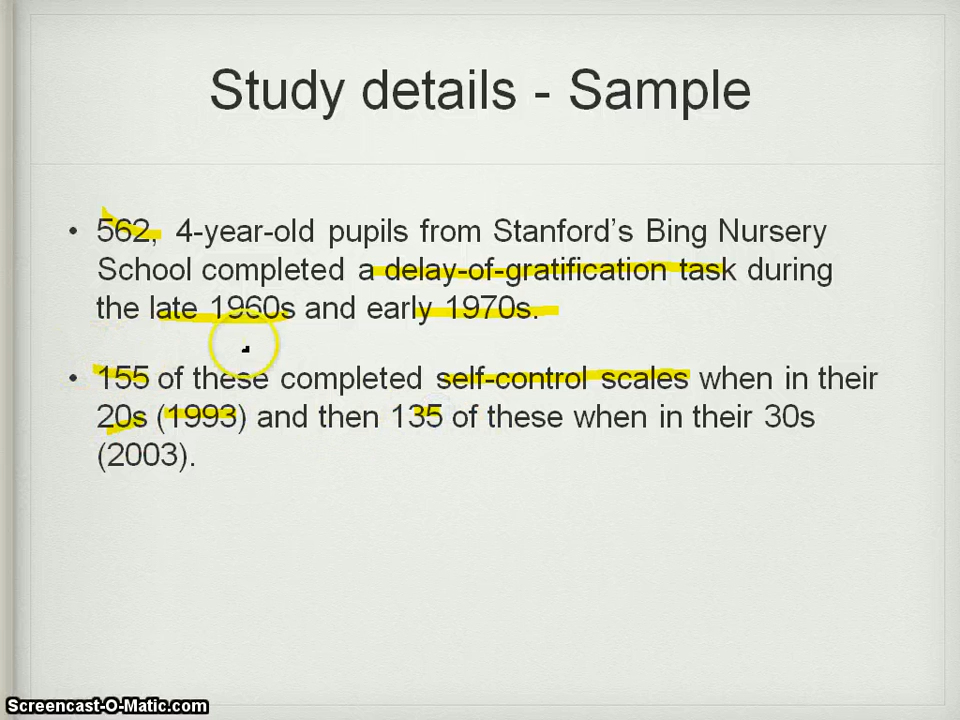 Study details - Sample
• 562, 4-year-old pupils from Stanford's Bing Nursery
School completed a delay-of-gratification task during
the late 1960s and early 1970s.
• 155 of these completed self-control scales when in their
20s (1993) and then 135 of these when in their 30s
(2003).
Screencast-O-Matic.com